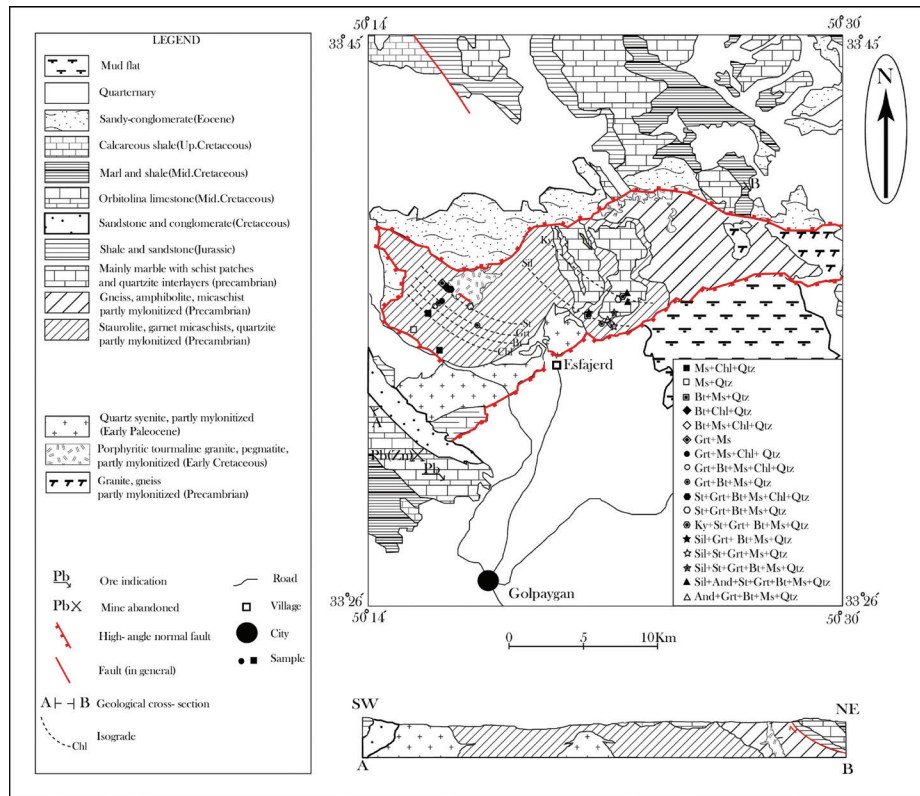 LEGEND
Mud flat
Quarternary
Sandy-conglomerate(Eocene)
Calcareous shale(Up.Cretaceous)
Marl and shale(Mid.Cretaceous)
Orbitolina limestone(Mid.Cretaccous)
Sandstone and conglomerate(Cretaceous)
Shale and sandstone(Jurassic)
Mainly marble with schist patches
and quartzite interlayers (precambrian)
Gneiss, amphibolite, micaschist
partly mylonitized (Precambrian)
Staurolite, garnet micaschists, quartzite
partly mylonitized (Precambrian)
Quartz syenite, partly mylonitized
(Early Paleocene)
Porphyritic tourmaline granite, pegmatite,
partly mylonitized (Early Cretaceous)
Granite, gneiss
partly mylonitized (Precambrian)
Pb Ore indication
Pb Mine abandoned
High- angle normal fault
Fault (in general)
A B Geological cross- section
Chl Isograde
Road
Village
City
Sample
50 14
33 45
50 30
33 45
N
B
Ky
Sil
St
Grt
Bt
Chl
Esfajerd
A
Pb(Zn)
Pb
Golpaygan
Ms+Chl+Qtz
Ms+Qtz
Bt+Ms+Qtz
Bt+Chl+Qtz
Bt+Ms+Chl+Qtz
Grt+Ms
Grt+Ms+Chl+ Qtz
Grt+Bt+Ms+Chl+Qtz
Grt+Bt+Ms+Qtz
St+Grt+Bt+Ms+Chl+Qtz
St+Grt+Bt+Ms+Qtz
Ky+St+Grt+ Bt+Ms+Qtz
Sil+Grt+ Bt+Ms+Qtz
Sil+St+Grt+Ms+Qtz
Sil+St+Grt+Bt+Ms+Qtz
Sil+And+St+Grt+Bt+Ms+Qtz
And+Grt+Bt+Ms+Qtz
33 26
50 14
33 26
50 30
0 5 10Km
SW
NE
A
B